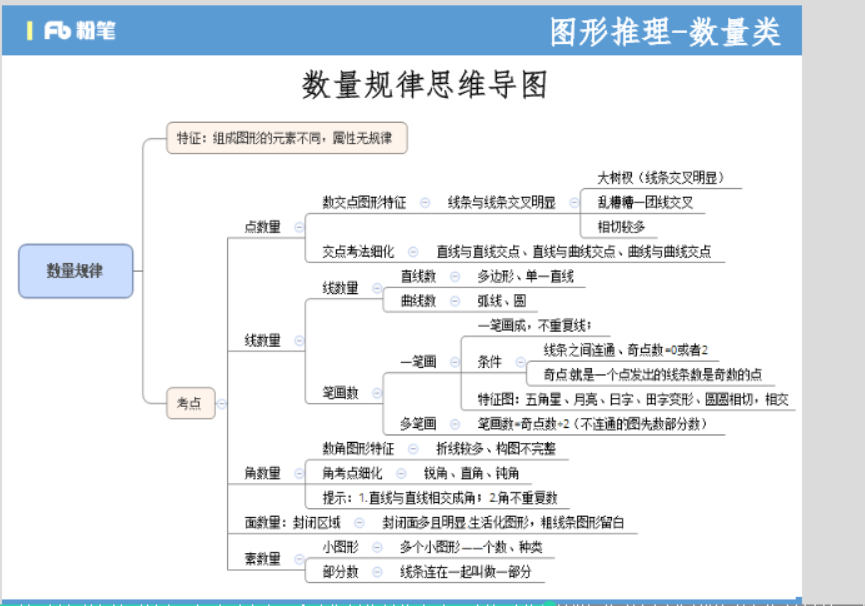 Fb 粉笔
图形推理-数量类
数量规律思维导图
特征：组成图形的元素不同，属性无规律
数量规律
考点
点数量
数交点图形特征
线条与线条交叉明显
大树杈（线条交叉明显）
乱糟糟一团线交叉
相切较多
交点考法细化
直线与直线交点、直线与曲线交点、曲线与曲线交点
线数量
线数量
直线数
多边形、单一直线
曲线数
弧线、圆
笔画数
一笔画
一笔画成，不重复线；
条件
线条之间连通、奇点数=0或者2
奇点:就是一个点发出的线条数是奇数的点
特征图：五角星、月亮、日字、田字变形、圆圆相切，相交
多笔画
笔画数=奇点数÷2（不连通的图先数部分数）
角数量
数角图形特征
折线较多、构图不完整
角考点细化
锐角、直角、钝角
提示：1.直线与直线相交成角；2.角不重复数
面数量：封闭区域
封闭面多且明显.生活化图形，粗线条图形留白
素数量
小图形
多个小图形——个数、种类
部分数
线条连在一起叫做一部分